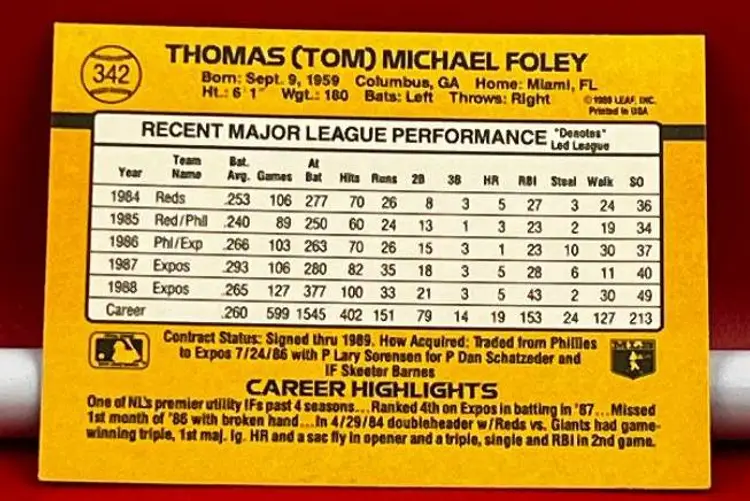 342
THOMAS (TOM) MICHAEL FOLEY
Born: Sept. 9, 1959 Columbus, GA Home: Miami, FL
Ht.: 6 1" Wgt.: 180 Bats: Left Throws: Right
© 1989 LEAF, INC.
Printed in USA
RECENT MAJOR LEAGUE PERFORMANCE "Denotes"
Led League
Year Team Name Bat. Avg. Games At Bat Hits Runs 2B 3B HR RBI Steal Walk SO
1984 Reds .253 106 277 70 26 8 3 5 27 3 24 36
1985 Red/Phil .240 89 250 60 24 13 1 3 23 2 19 34
1986 Phl/Exp .266 103 263 70 26 15 3 1 23 10 30 37
1987 Expos .293 106 280 82 35 18 3 5 28 6 11 40
1988 Expos .265 127 377 100 33 21 3 5 43 2 30 49
Career .260 599 1545 402 151 79 14 19 153 24 127 213
Contract Status: Signed thru 1989. How Acquired: Traded from Phillies
to Expos 7/24/86 with P Lary Sorensen for P Dan Schatzeder and
IF Skeeter Barnes
CAREER HIGHLIGHTS
One of NL's premier utility IFs past 4 seasons...Ranked 4th on Expos in batting in '87...Missed
1st month of '86 with broken hand...In 4/29/84 doubleheader w/Reds vs. Giants had game-
winning triple, 1st maj. lg. HR and a sac fly in opener and a triple, single and RBI in 2nd game.